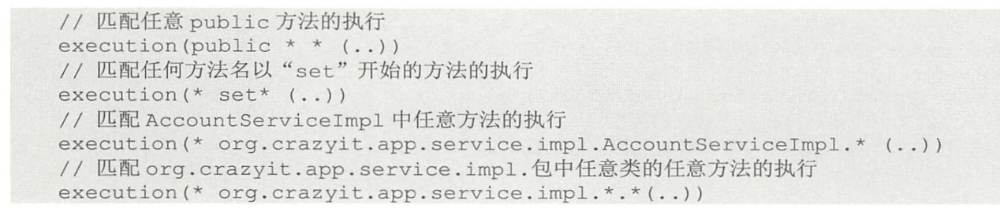 // 匹配任意 public 方法的执行
execution(public * * (..))
// 匹配任何方法名以“set”开始的方法的执行
execution(* set* (..))
// 匹配 AccountServiceImpl 中任意方法的执行
execution(* org.crazyit.app.service.impl.AccountServiceImpl.* (..))
// 匹配 org.crazyit.app.service.impl.包中任意类的任意方法的执行
execution(* org.crazyit.app.service.impl.*.*(..))